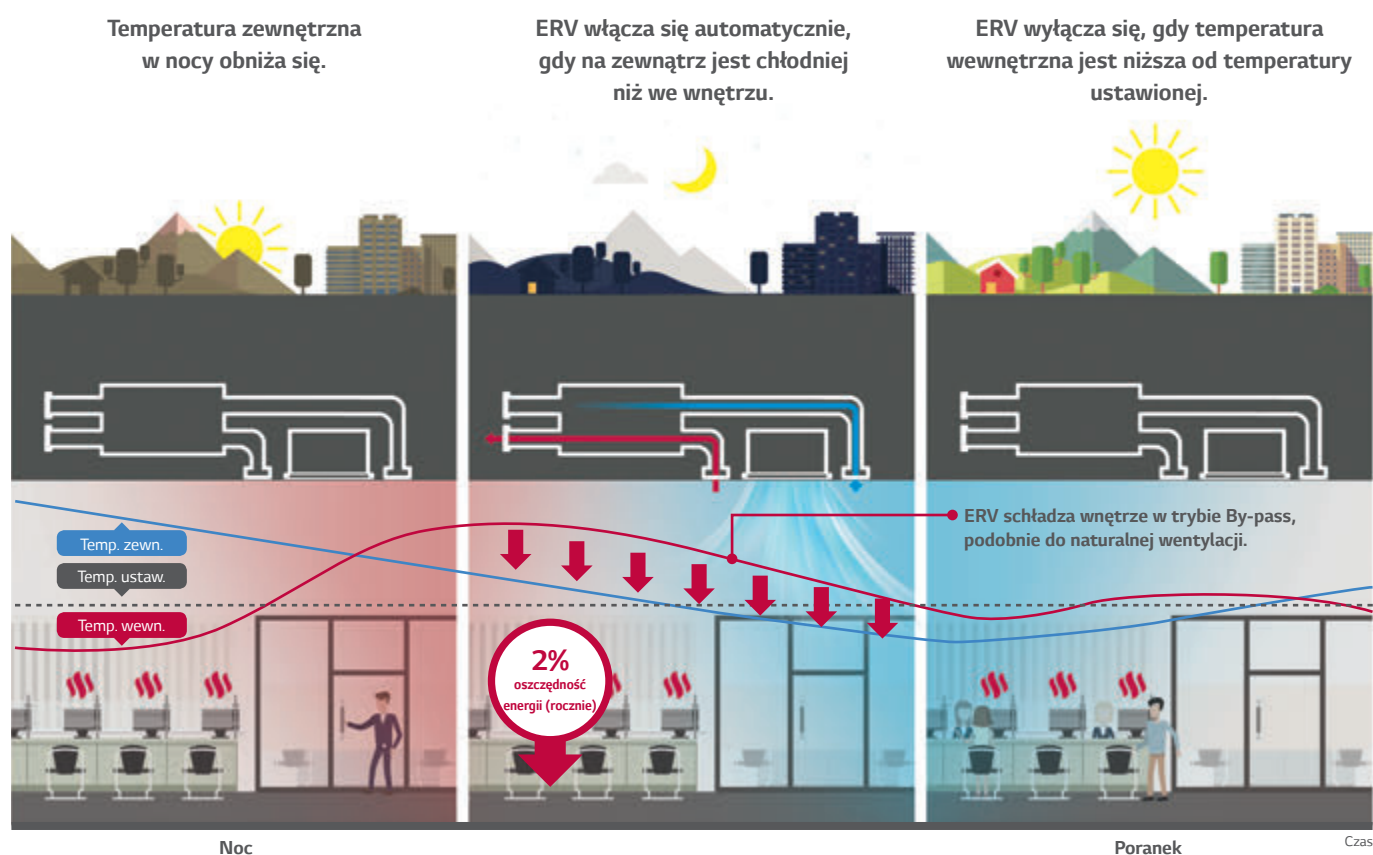 Temperatura zewnętrzna
w nocy obniża się.
ERV włącza się automatycznie,
gdy na zewnątrz jest chłodniej
niż we wnętrzu.
ERV wyłącza się, gdy temperatura
wewnętrzna jest niższa od temperatury
ustawionej.
Temp. zewn.
Temp. ustaw.
Temp. wewn.
ERV schładza wnętrze w trybie By-pass,
podobnie do naturalnej wentylacji.
2%
oszczędność
energii (rocznie)
Noc
Poranek
Czas